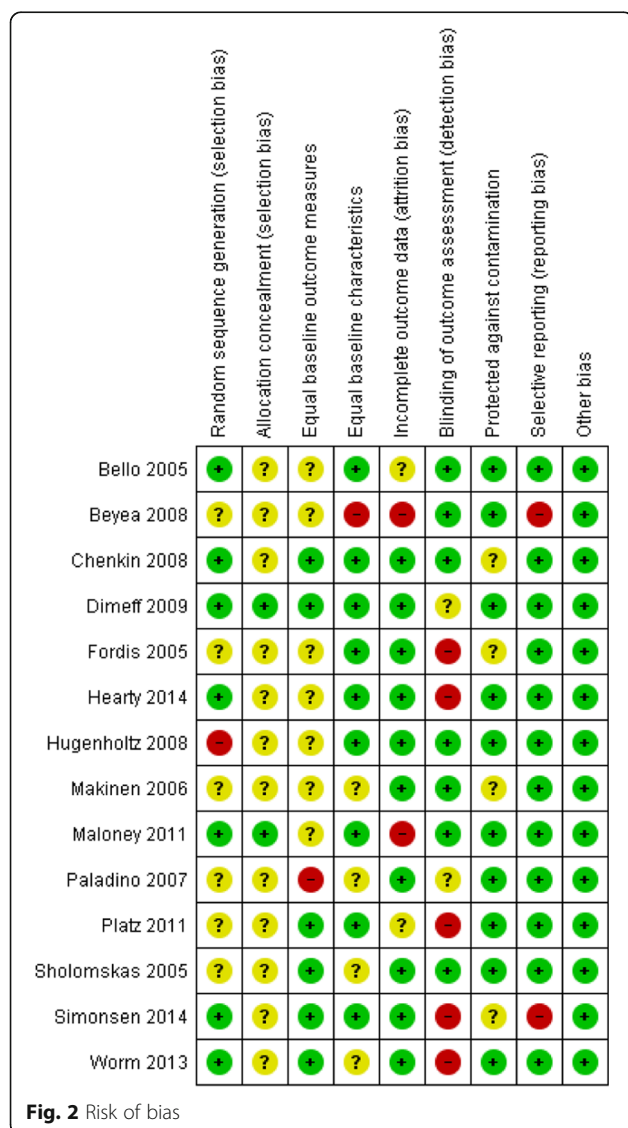 Random sequence generation (selection bias)
Allocation concealment (selection bias)
Equal baseline outcome measures
Equal baseline characteristics
Incomplete outcome data (attrition bias)
Blinding of outcome assessment (detection bias)
Protected against contamination
Selective reporting (reporting bias)
Other bias
Bello 2005 + ? ? + ? + + + +
Beyea 2008 ? ? ? - - + + - +
Chenkin 2008 + ? + + + + ? + +
Dimeff 2009 + + + + + ? + + +
Fordis 2005 ? ? ? + + - ? + +
Hearty 2014 + ? ? + + - + + +
Hugenholtz 2008 - ? ? + + + + + +
Makinen 2006 ? ? ? ? + + ? + +
Maloney 2011 + + ? + - + + + +
Paladino 2007 ? ? - ? + ? + + +
Platz 2011 ? ? + + ? - + + +
Sholomskas 2005 ? ? + ? + + + + +
Simonsen 2014 + ? + + + - ? - +
Worm 2013 + ? + ? + - + + +
Fig. 2 Risk of bias